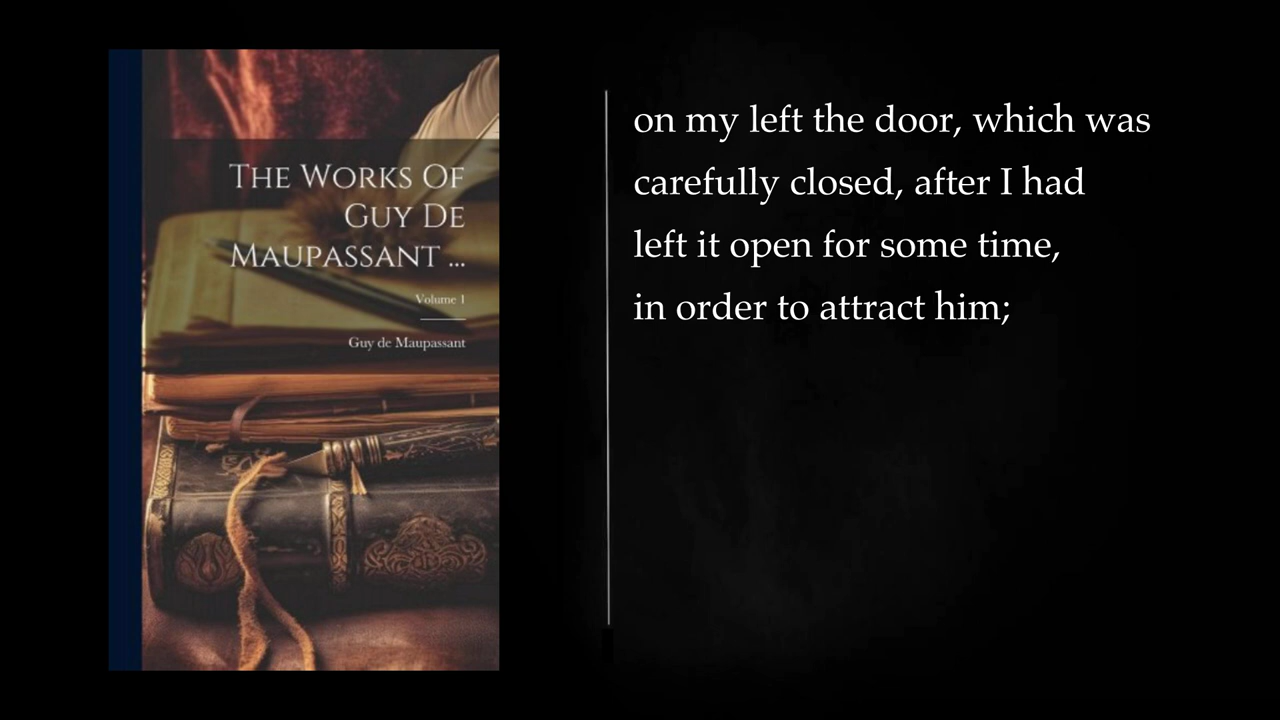 THE WORKS OF
GUY DE
MAUPASSANT ...
Volume 1
Guy de Maupassant
on my left the door, which was
carefully closed, after I had
left it open for some time,
in order to attract him;